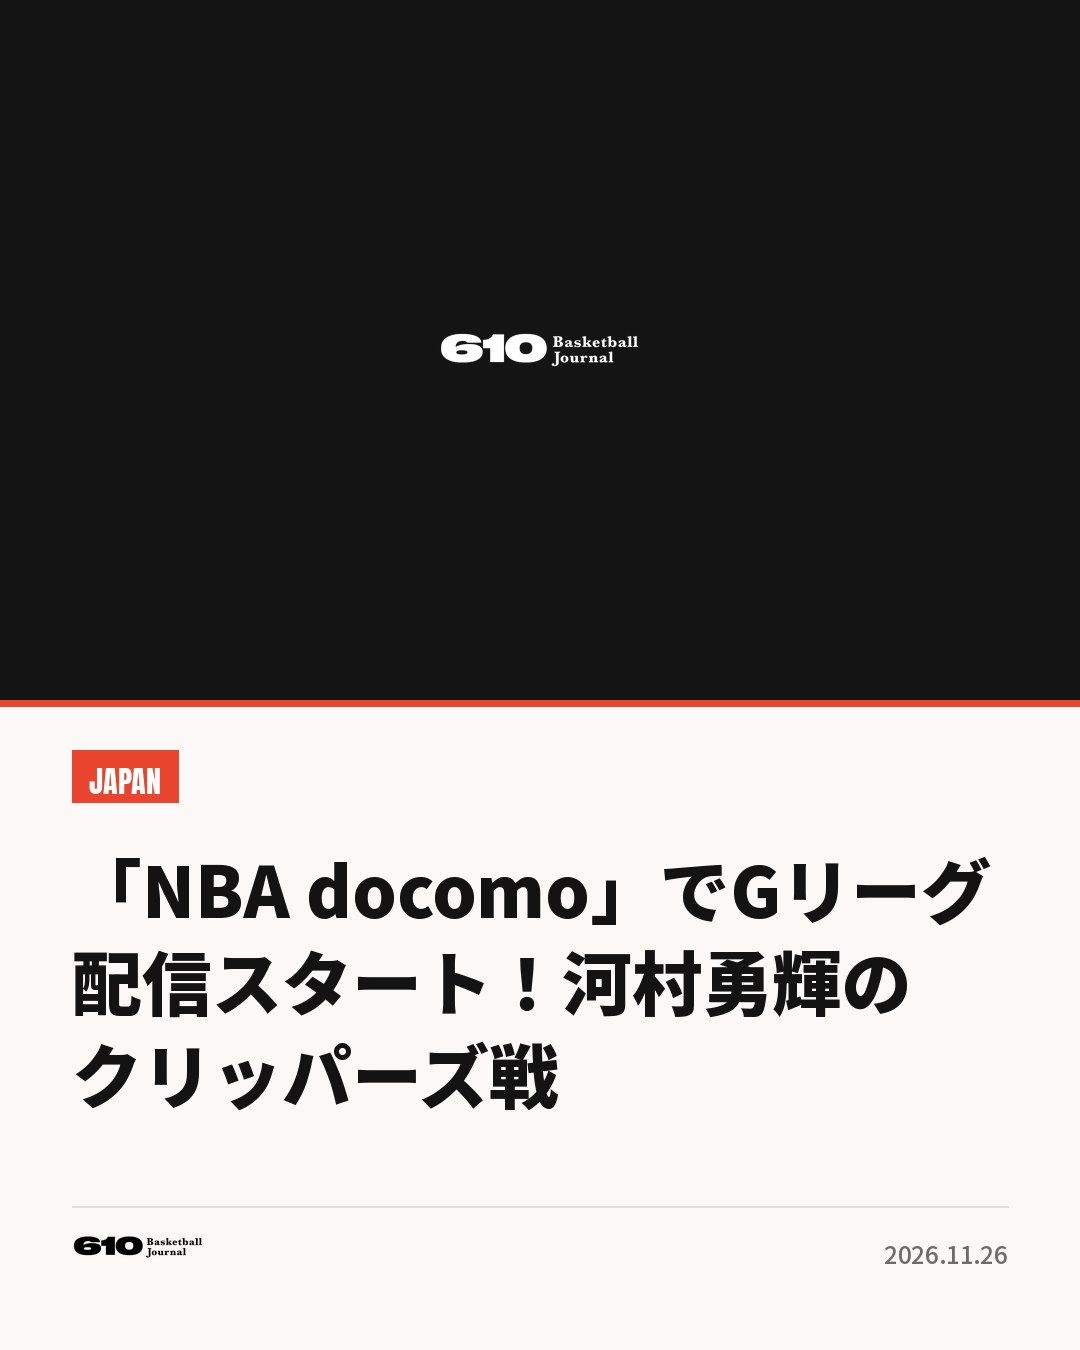 610 Basketball
Journal
JAPAN
「NBA docomo」でGリーグ
配信スタート！河村勇輝の
クリッパーズ戦
610 Basketball
Journal
2026.11.26